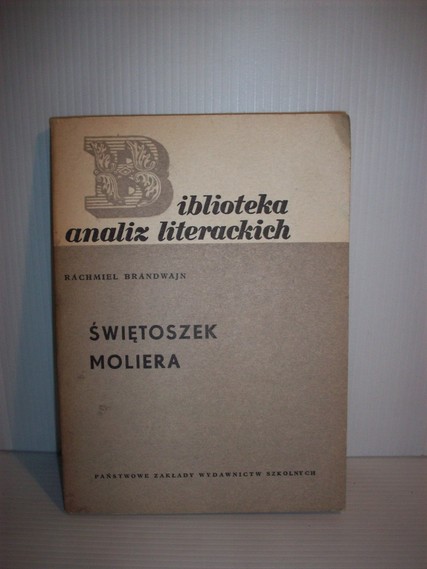 Biblioteka
analiz literackich
RACHMIEL BRANDWAJN
ŚWIĘTOSZEK
MOLIERA
PAŃSTWOWE ZAKŁADY WYDAWNICTW SZKOLNYCH